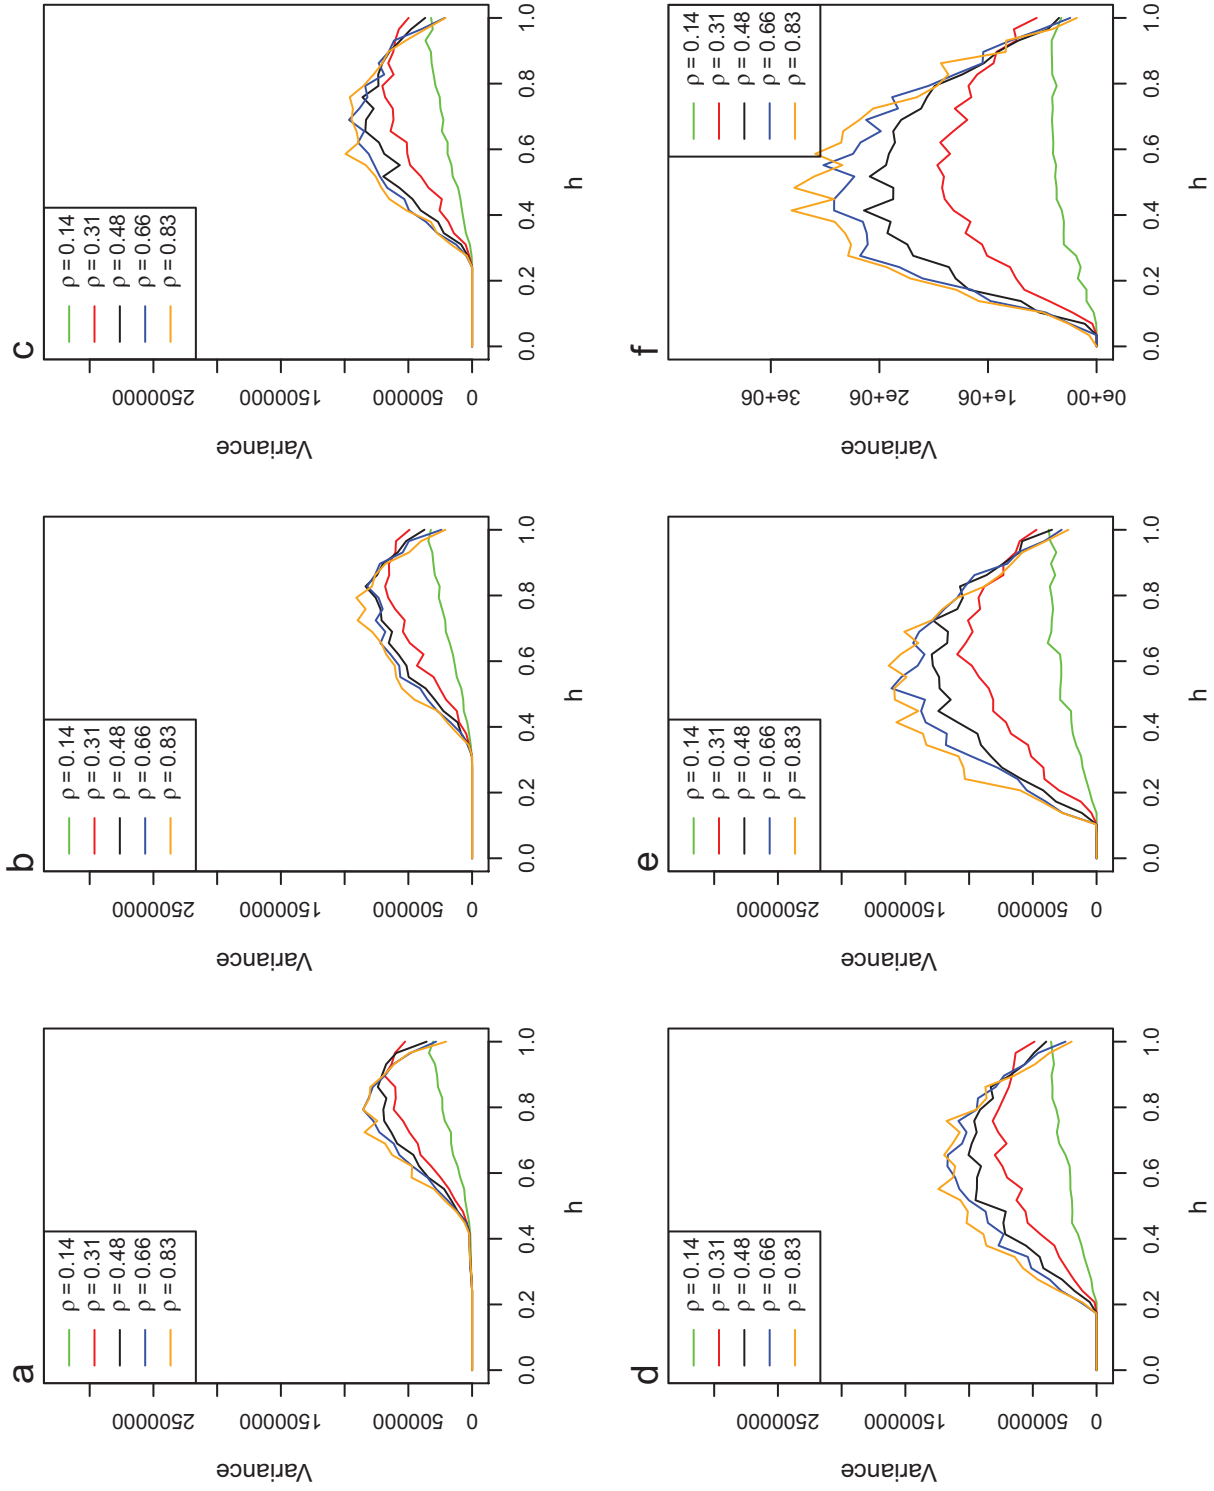 a
ρ = 0.14
ρ = 0.31
ρ = 0.48
ρ = 0.66
ρ = 0.83
Variance
2500000
1500000
500000
0
0.0 0.2 0.4 0.6 0.8 1.0
h
b
ρ = 0.14
ρ = 0.31
ρ = 0.48
ρ = 0.66
ρ = 0.83
Variance
2500000
1500000
500000
0
0.0 0.2 0.4 0.6 0.8 1.0
h
c
ρ = 0.14
ρ = 0.31
ρ = 0.48
ρ = 0.66
ρ = 0.83
Variance
2500000
1500000
500000
0
0.0 0.2 0.4 0.6 0.8 1.0
h
d
ρ = 0.14
ρ = 0.31
ρ = 0.48
ρ = 0.66
ρ = 0.83
Variance
2500000
1500000
500000
0
0.0 0.2 0.4 0.6 0.8 1.0
h
e
ρ = 0.14
ρ = 0.31
ρ = 0.48
ρ = 0.66
ρ = 0.83
Variance
2500000
1500000
500000
0
0.0 0.2 0.4 0.6 0.8 1.0
h
f
ρ = 0.14
ρ = 0.31
ρ = 0.48
ρ = 0.66
ρ = 0.83
Variance
3e+06
2e+06
1e+06
0e+00
0.0 0.2 0.4 0.6 0.8 1.0
h